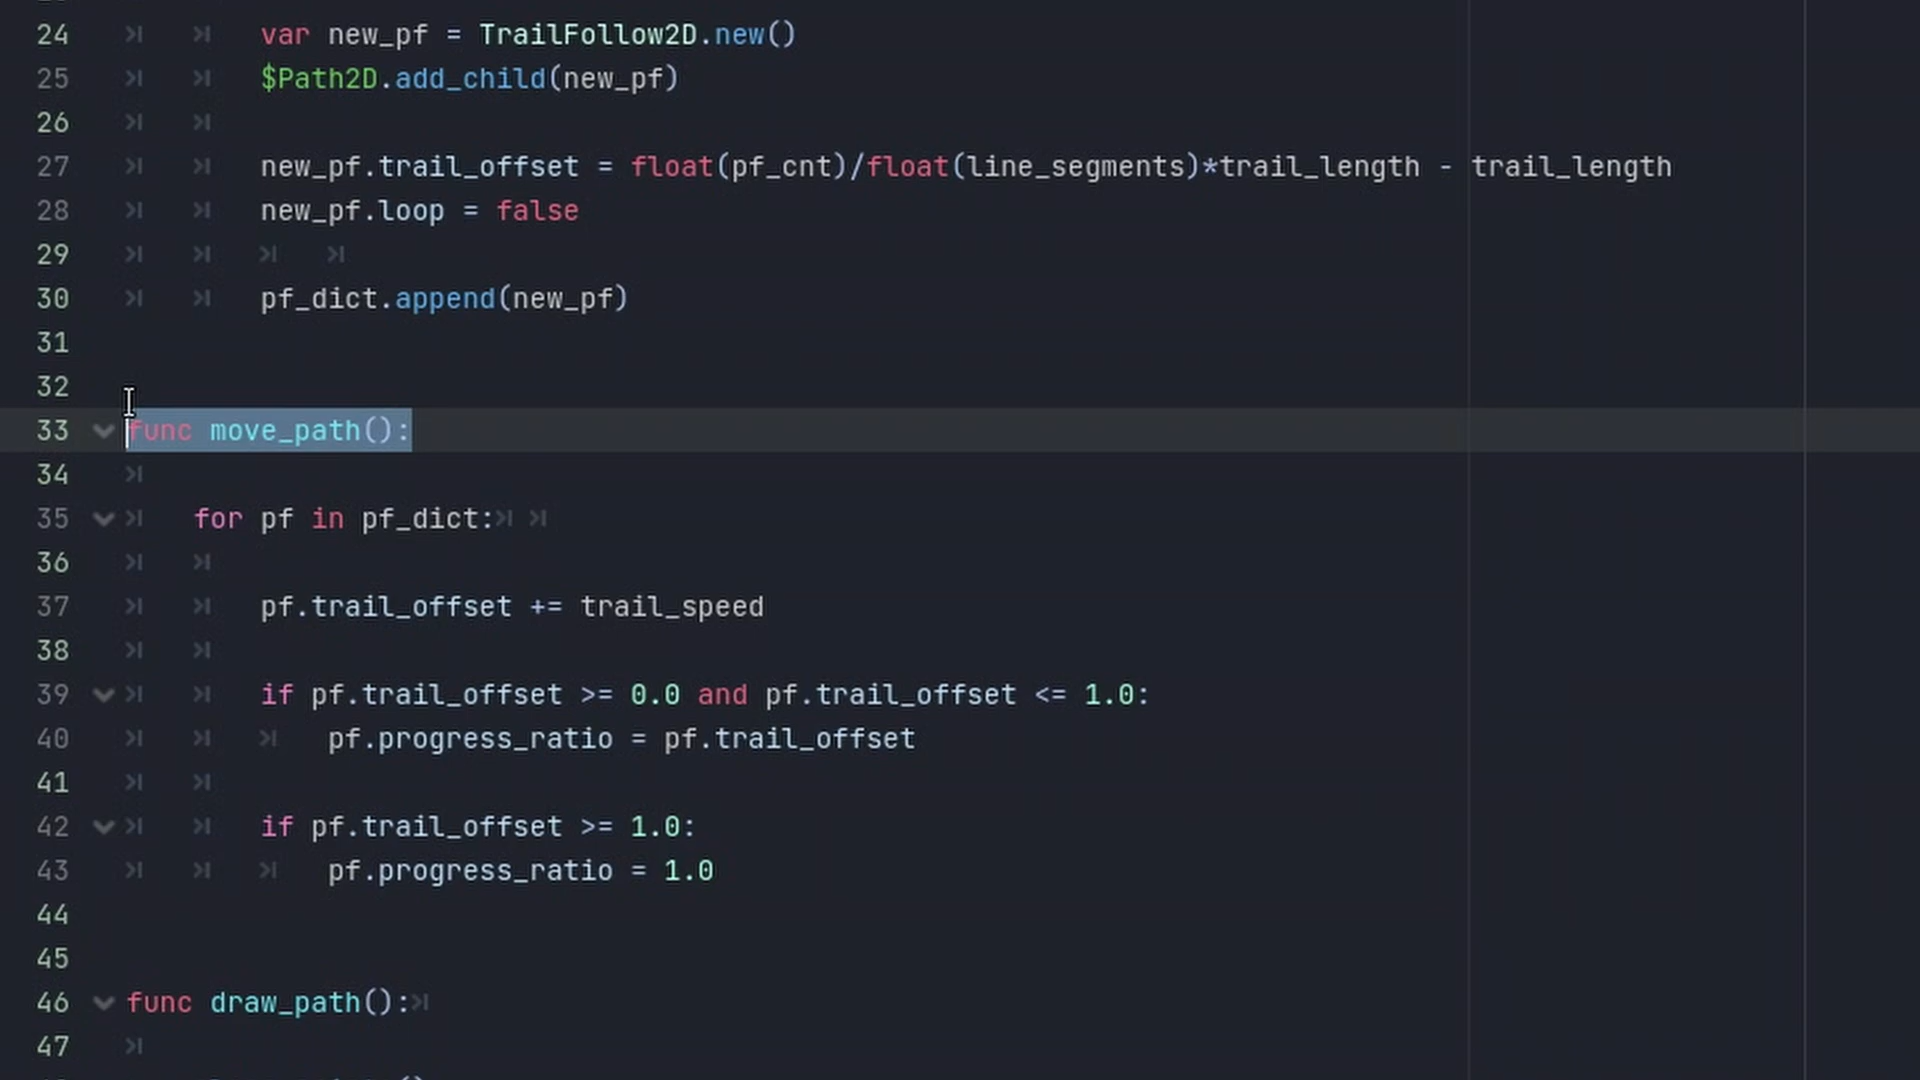 24 var new_pf = TrailFollow2D.new()
25 $Path2D.add_child(new_pf)
26
27 new_pf.trail_offset = float(pf_cnt)/float(line_segments)*trail_length - trail_length
28 new_pf.loop = false
29
30 pf_dict.append(new_pf)
31
32
33 func move_path():
34
35 for pf in pf_dict:
36
37 pf.trail_offset += trail_speed
38
39 if pf.trail_offset >= 0.0 and pf.trail_offset <= 1.0:
40 pf.progress_ratio = pf.trail_offset
41
42 if pf.trail_offset >= 1.0:
43 pf.progress_ratio = 1.0
44
45
46 func draw_path():
47